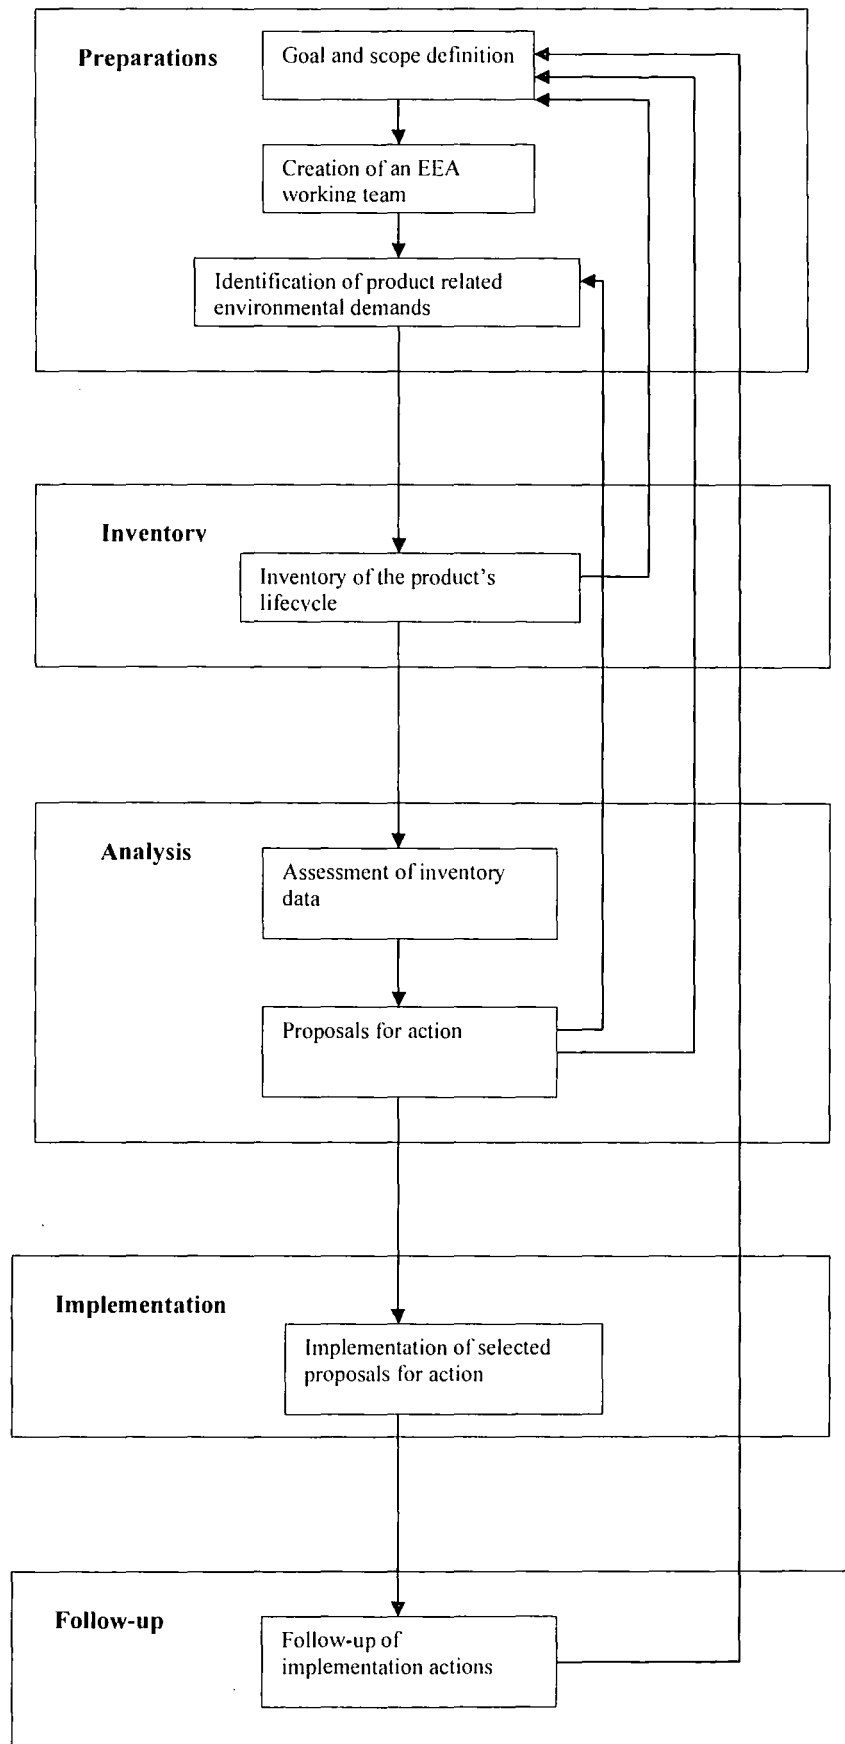 Preparations
Goal and scope definition
Creation of an EEA
working team
Identification of product related
environmental demands
Inventory
Inventory of the product's
lifecycle
Analysis
Assessment of inventory
data
Proposals for action
Implementation
Implementation of selected
proposals for action
Follow-up
Follow-up of
implementation actions